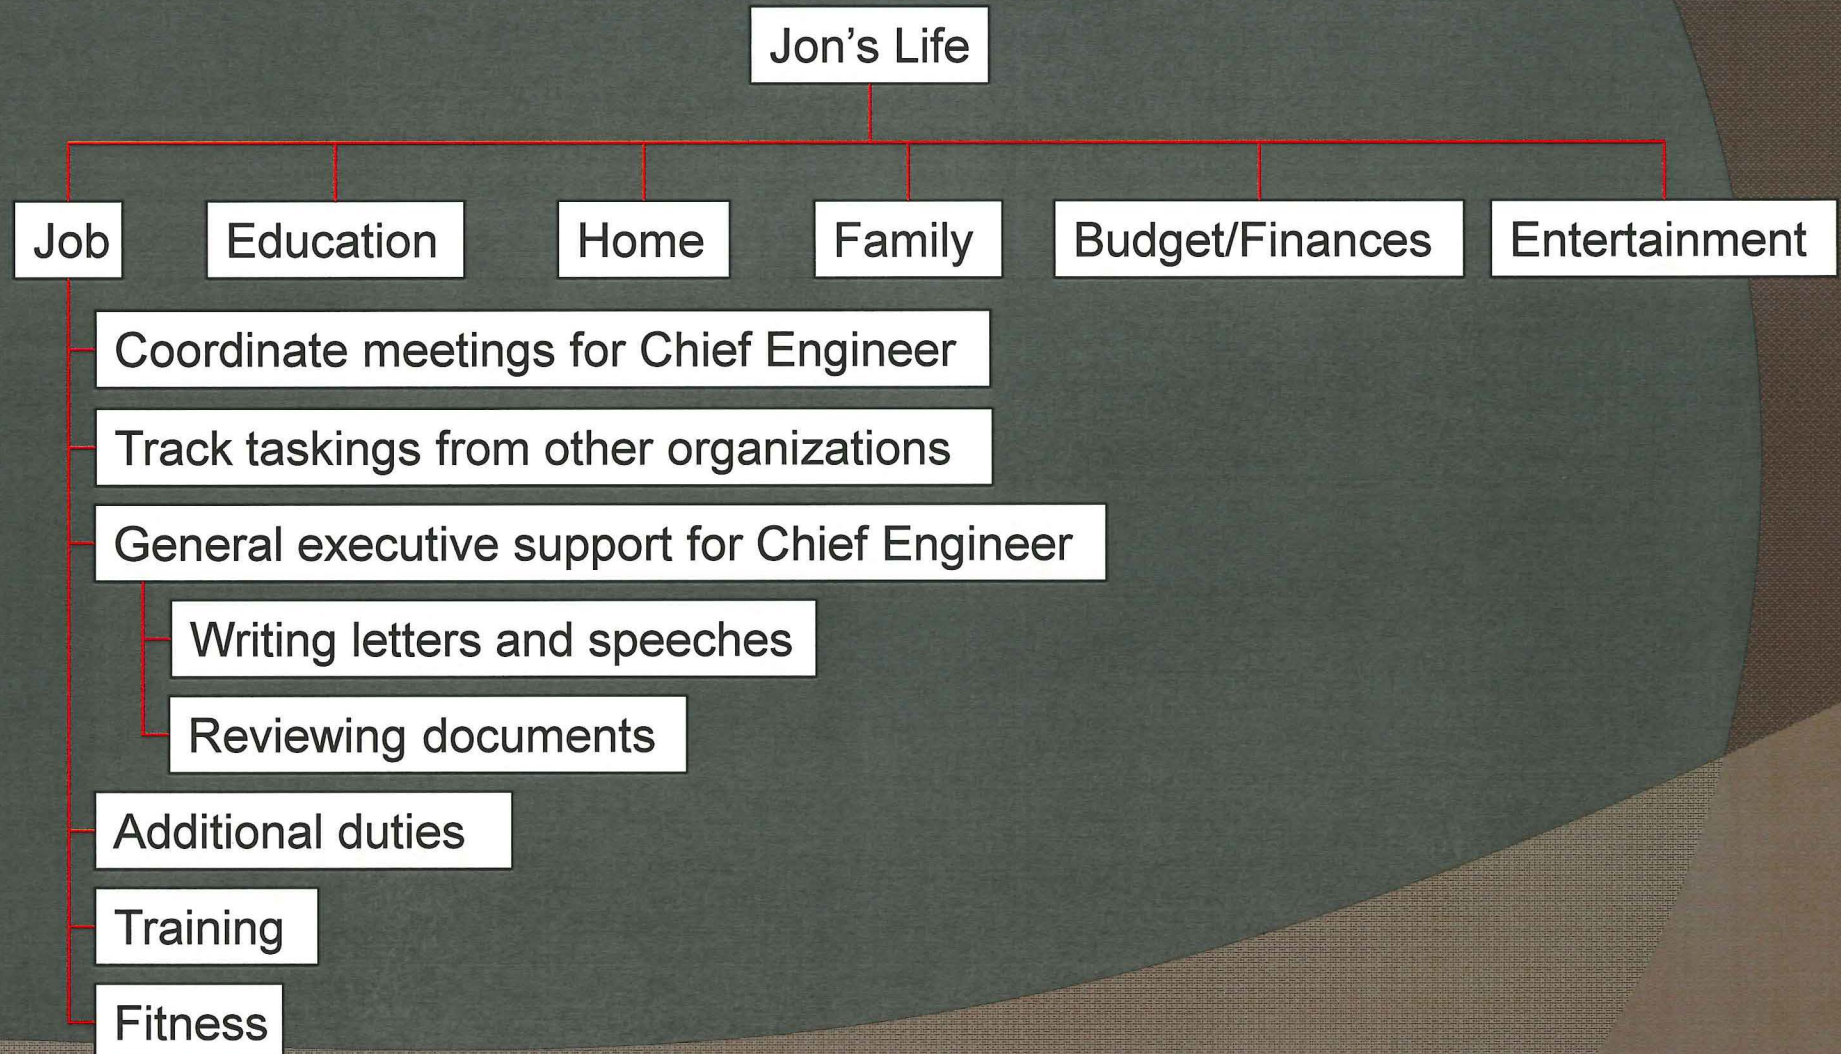 Jon’s Life
Job
Education
Home
Family
Budget/Finances
Entertainment
Coordinate meetings for Chief Engineer
Track taskings from other organizations
General executive support for Chief Engineer
Writing letters and speeches
Reviewing documents
Additional duties
Training
Fitness